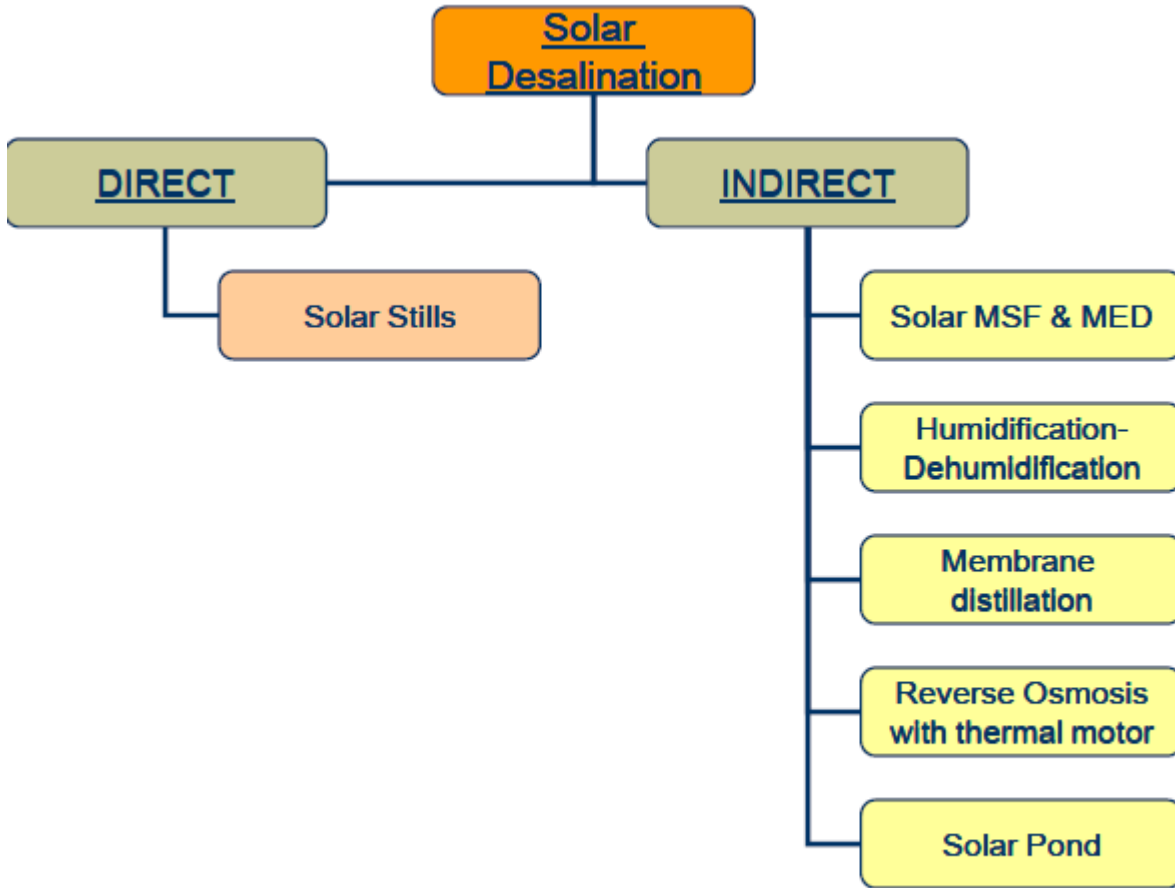 Solar
Desalination
DIRECT
INDIRECT
Solar Stills
Solar MSF & MED
Humidification-
Dehumidification
Membrane
distillation
Reverse Osmosis
with thermal motor
Solar Pond